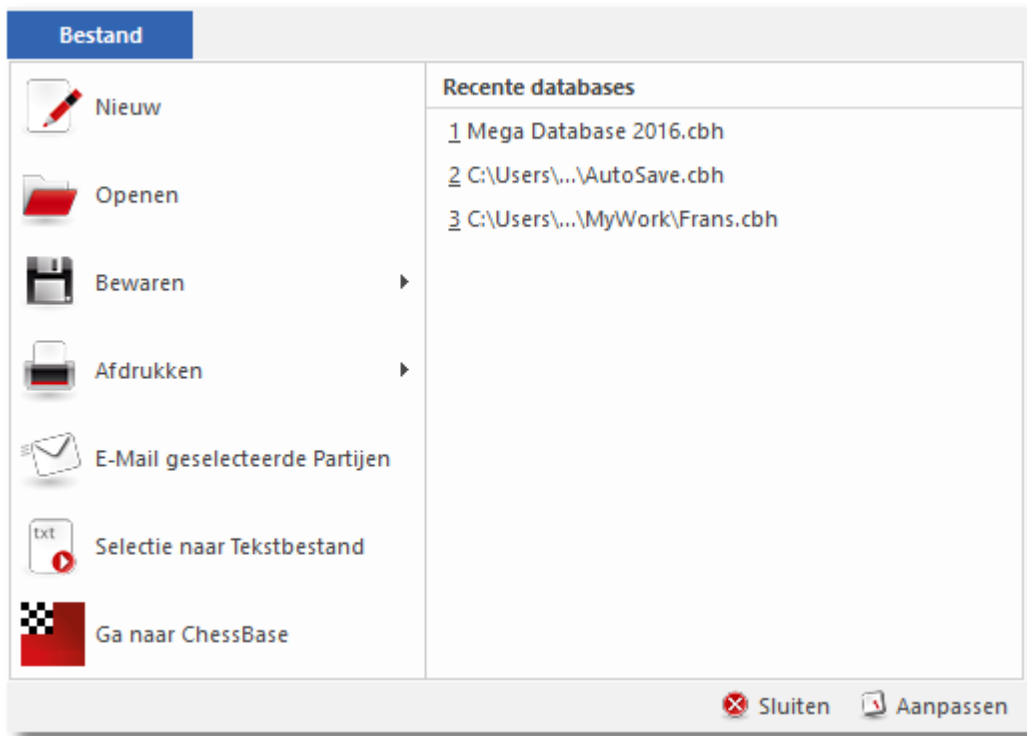 Bestand
Nieuw
Openen
Bewaren
Afdrukken
E-Mail geselecteerde Partijen
txt
Selectie naar Tekstbestand
Ga naar ChessBase
Recente databases
1 Mega Database 2016.cbh
2 C:\Users\...\AutoSave.cbh
3 C:\Users\...\MyWork\Frans.cbh
Sluiten
Aanpassen